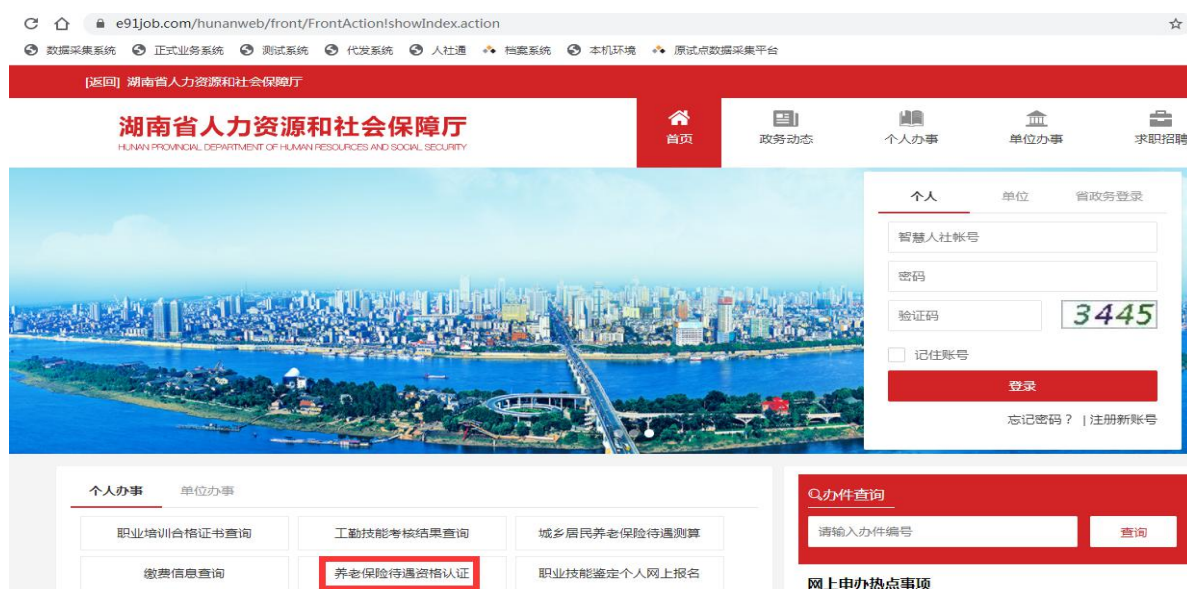 e91job.com/hunanweb/front/FrontAction!showIndex.action
数据采集系统 正式业务系统 测试系统 代发系统 人社通 档案系统 本机环境 原试点数据采集平台
[返回] 湖南省人力资源和社会保障厅
湖南省人力资源和社会保障厅
HUNAN PROVINCIAL DEPARTMENT OF HUMAN RESOURCES AND SOCIAL SECURITY
首页 政务动态 个人办事 单位办事 求职招聘
个人 单位 省政务登录
智慧人社帐号
密码
验证码 3445
记住账号
登录
忘记密码？ | 注册新账号
个人办事 单位办事
职业培训合格证书查询 工勤技能考核结果查询 城乡居民养老保险待遇测算
缴费信息查询 养老保险待遇资格认证 职业技能鉴定个人网上报名
办件查询
请输入办件编号 查询
网上申办热点事项